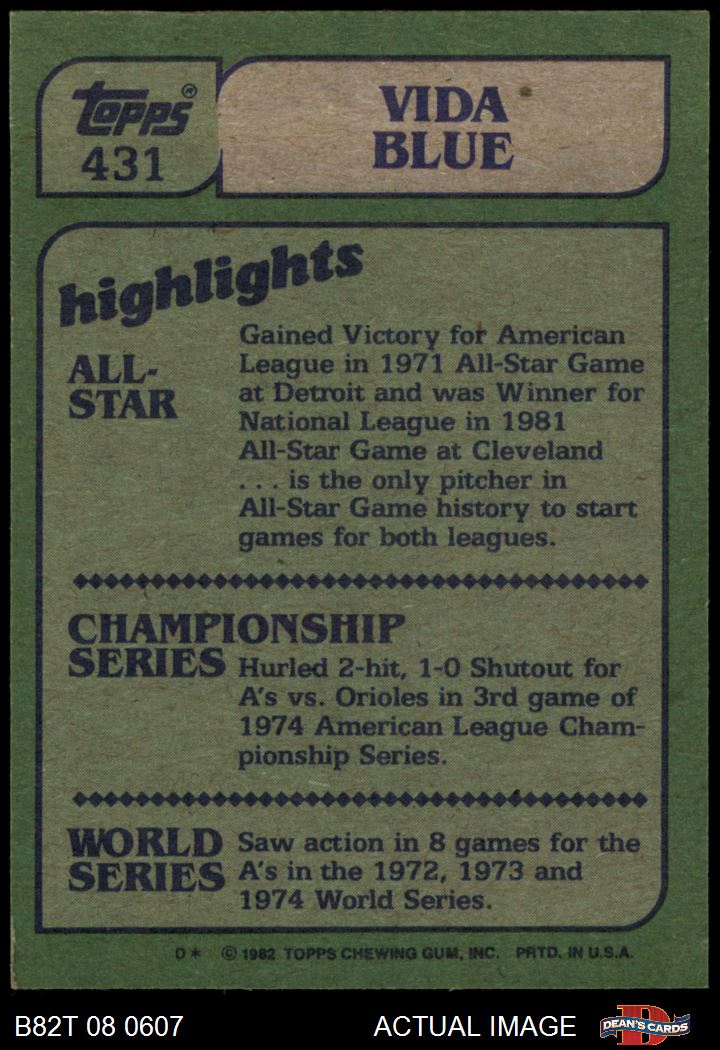 Topps®
431
VIDA
BLUE
highlights
ALL-
STAR
Gained Victory for American
League in 1971 All-Star Game
at Detroit and was Winner for
National League in 1981
All-Star Game at Cleveland
. . . is the only pitcher in
All-Star Game history to start
games for both leagues.
CHAMPIONSHIP
SERIES
Hurled 2-hit, 1-0 Shutout for
A's vs. Orioles in 3rd game of
1974 American League Cham-
pionship Series.
WORLD
SERIES
Saw action in 8 games for the
A's in the 1972, 1973 and
1974 World Series.
D* © 1982 TOPPS CHEWING GUM, INC. PRTD. IN U.S.A.
B82T 08 0607
ACTUAL IMAGE
D
DEAN'S CARDS